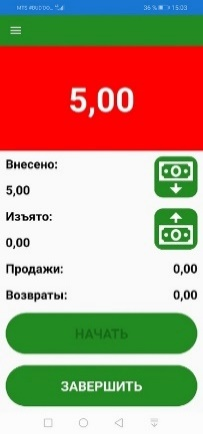 36 % 15:03
5,00
Внесено:
5,00
Изъято:
0,00
Продажи: 0,00
Возвраты: 0,00
НАЧАТЬ
ЗАВЕРШИТЬ